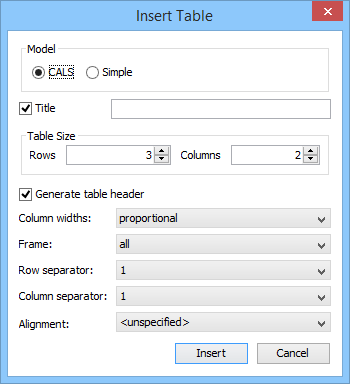 Insert Table
Model
CALS Simple
Title
Table Size
Rows 3 Columns 2
Generate table header
Column widths: proportional
Frame: all
Row separator: 1
Column separator: 1
Alignment: <unspecified>
Insert Cancel